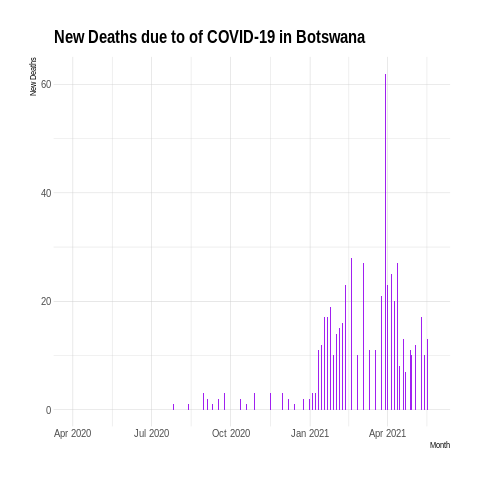 New Deaths due to of COVID-19 in Botswana
New Deaths
60
40
20
0
Apr 2020 Jul 2020 Oct 2020 Jan 2021 Apr 2021
Month